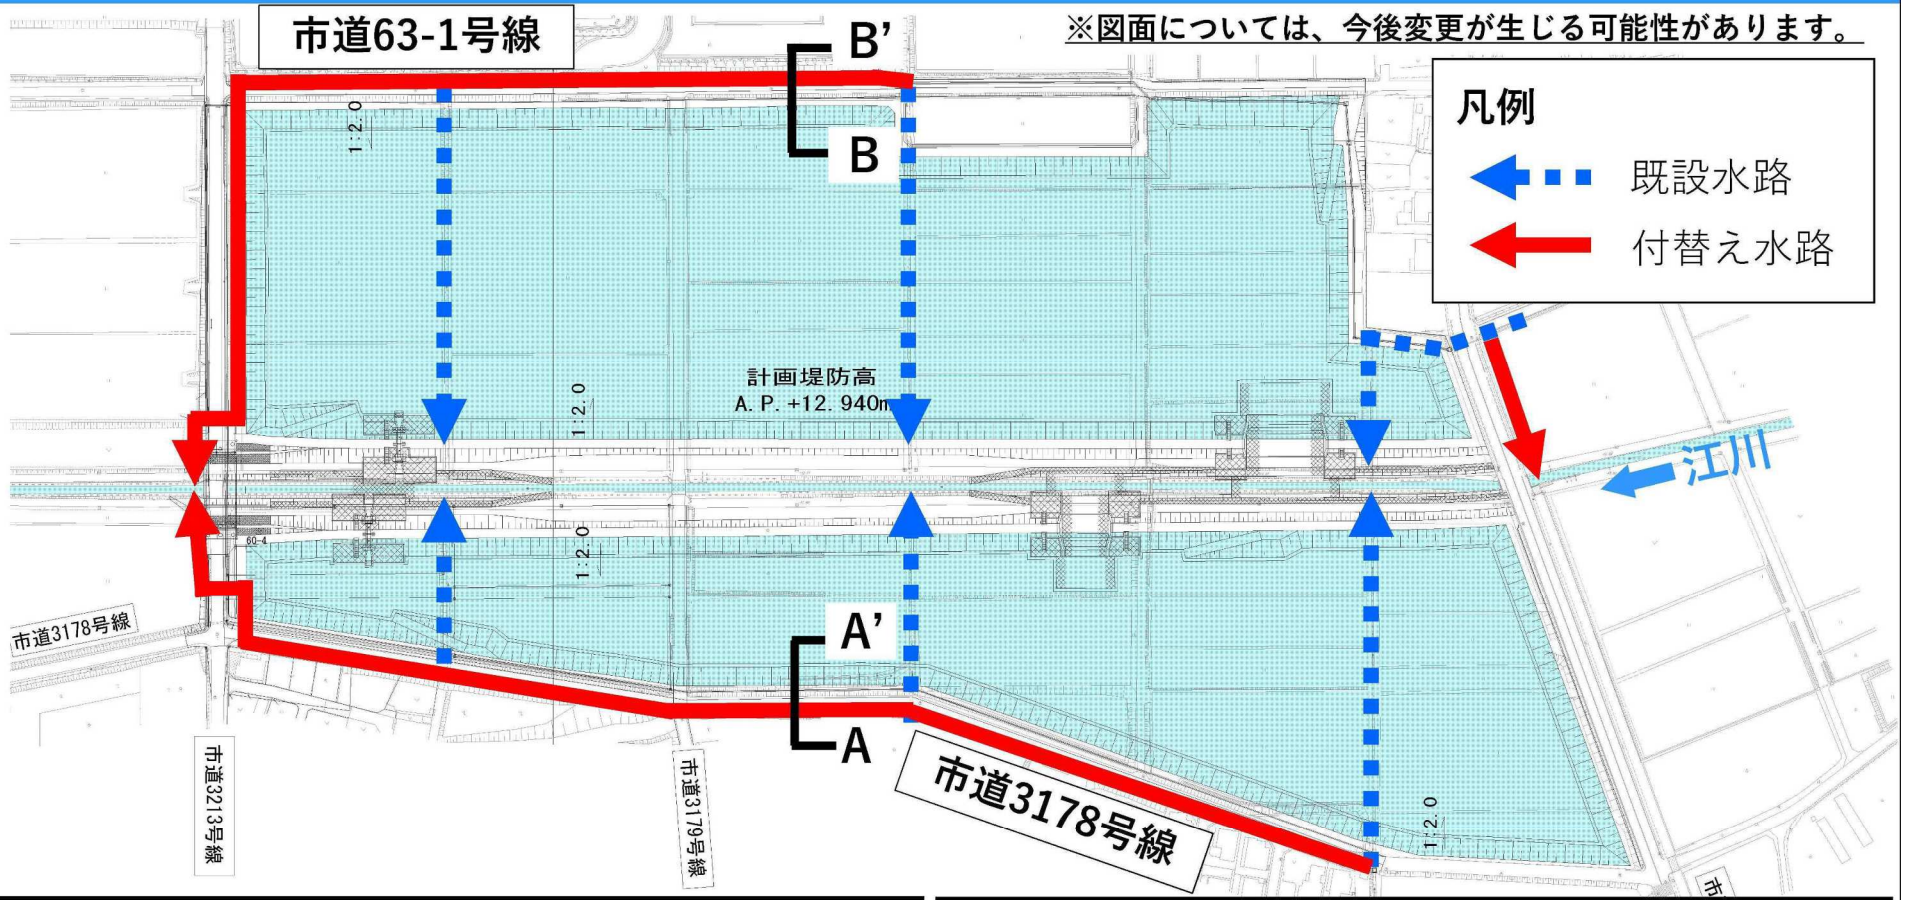 市道63-1号線
※図面については、今後変更が生じる可能性があります。
B'
B
凡例
既設水路
付替え水路
1:2.0
計画堤防高
A.P.+12.940m
1:2.0
江川
60-4
1:2.0
市道3178号線
A'
A
市道3213号線
市道3179号線
市道3178号線
1:2.0
市